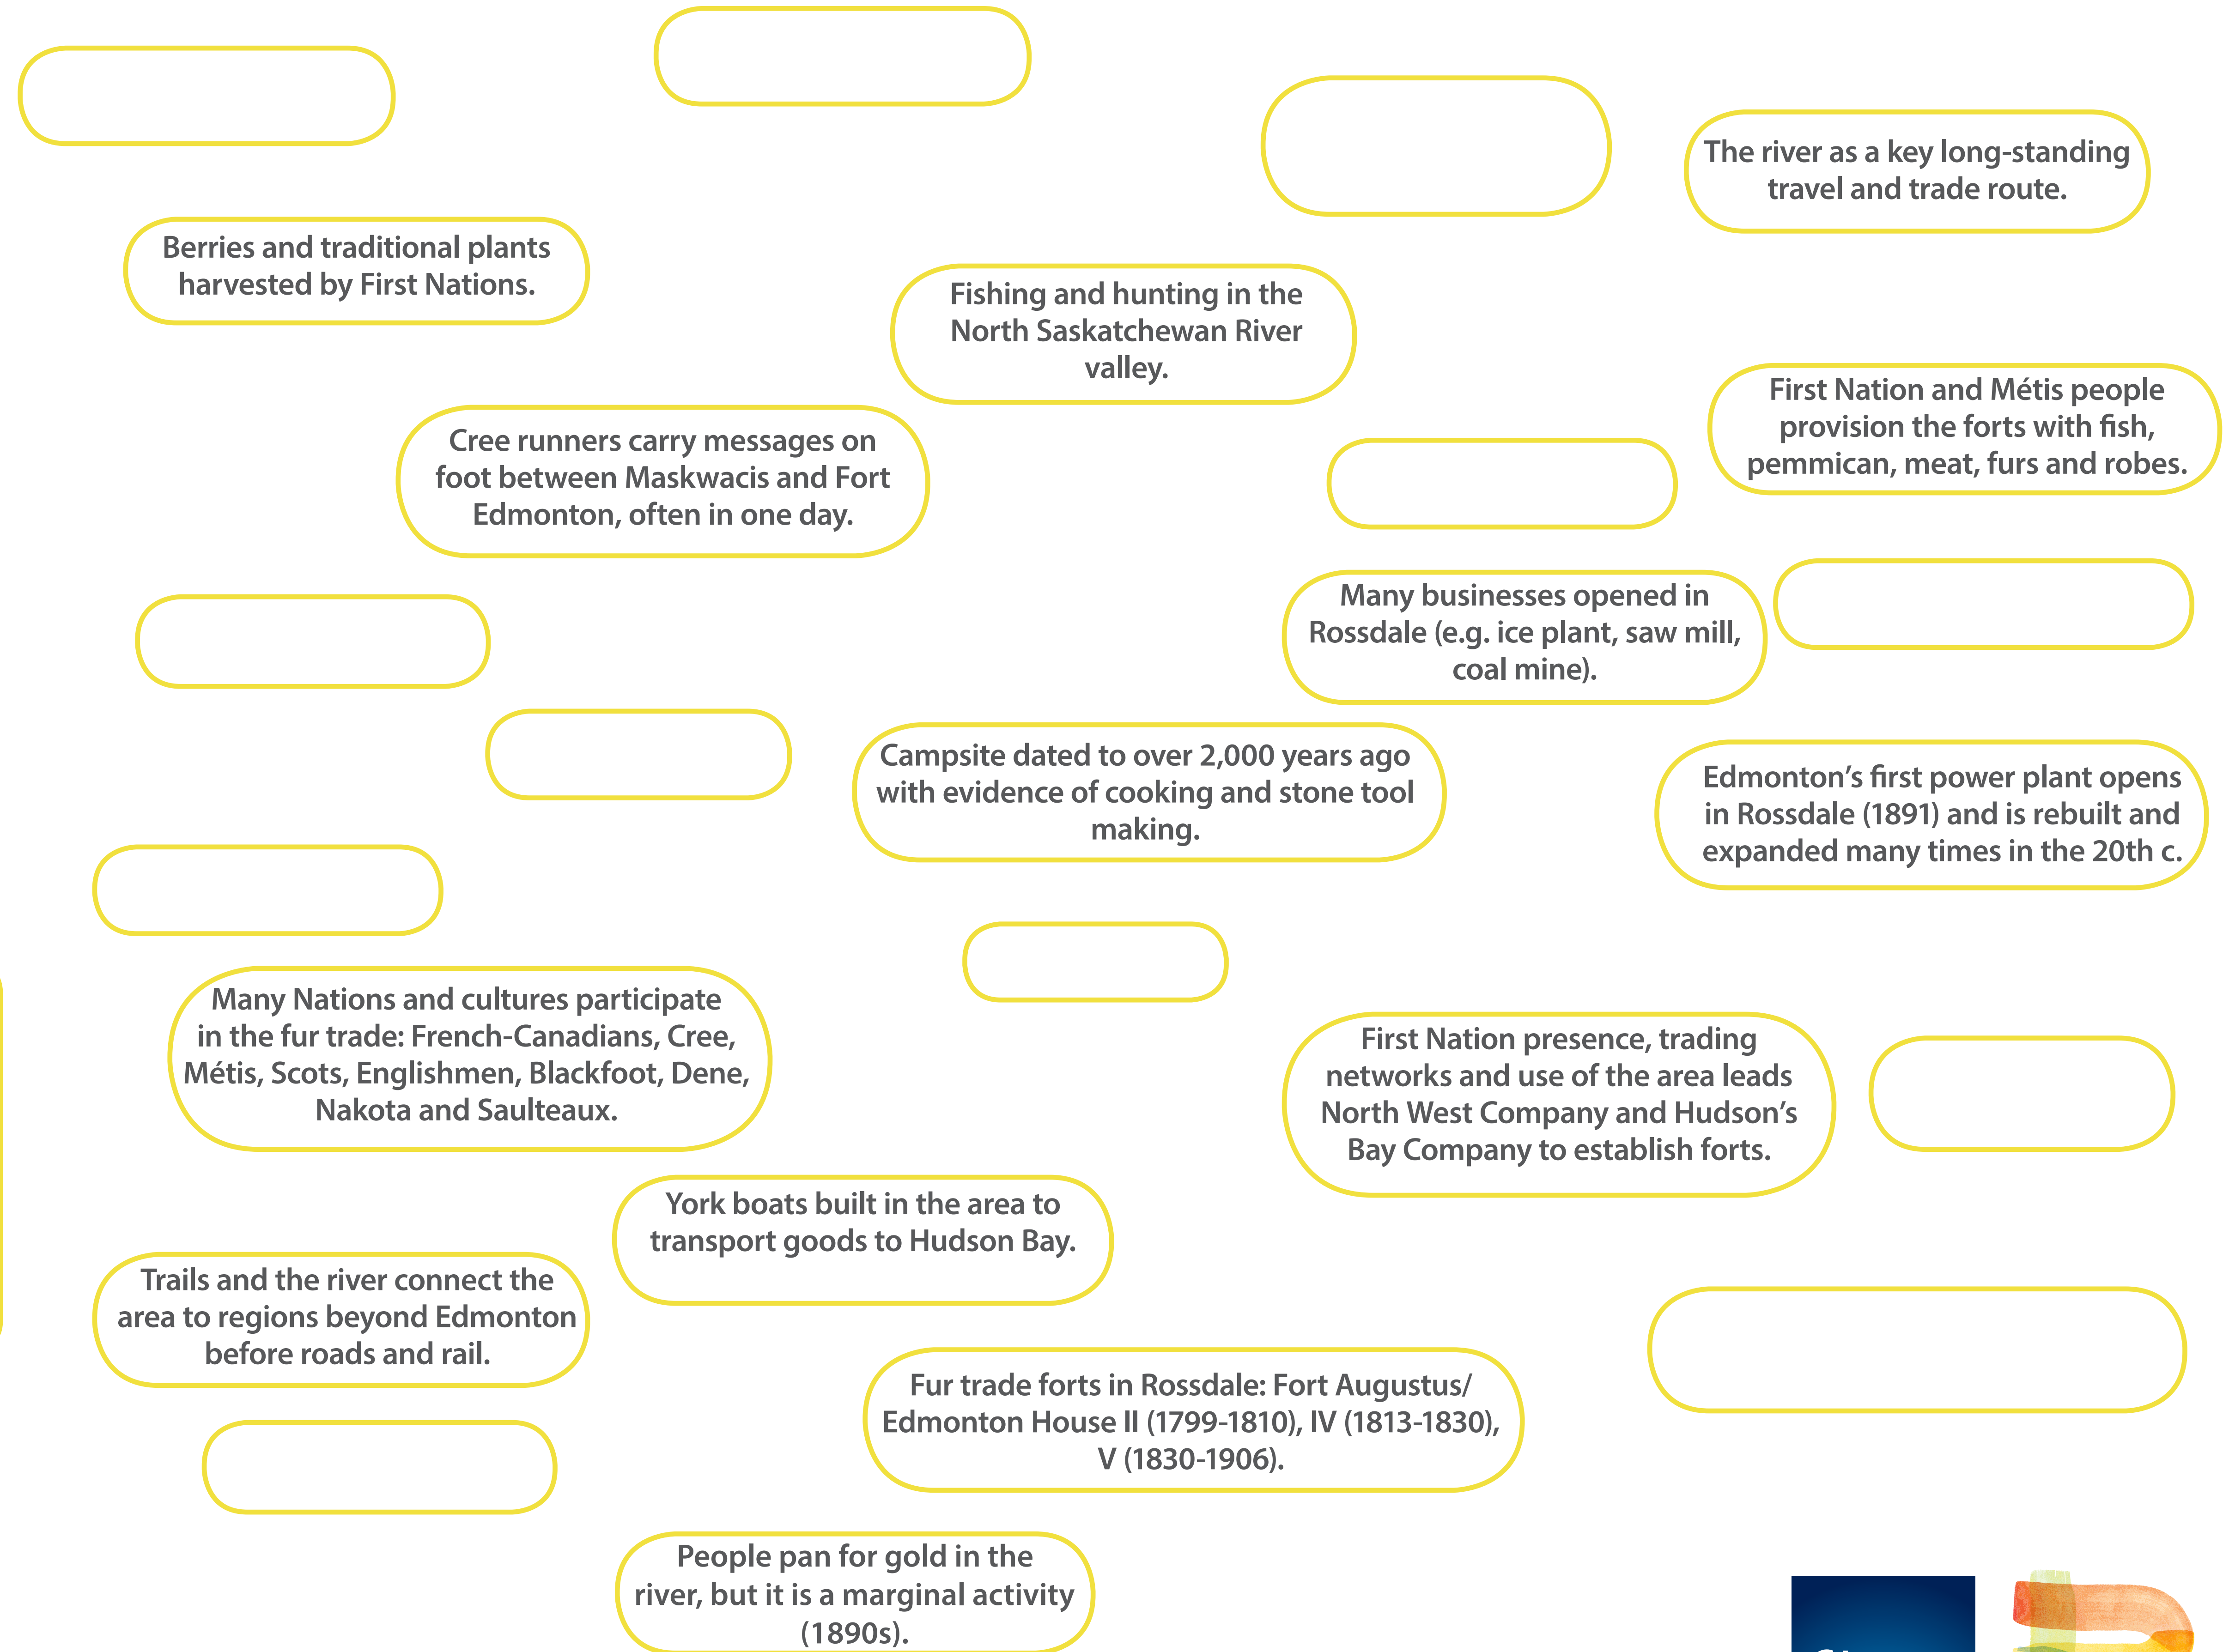 The river as a key long-standing
travel and trade route.
Berries and traditional plants
harvested by First Nations.
Fishing and hunting in the
North Saskatchewan River
valley.
First Nation and Métis people
provision the forts with fish,
pemmican, meat, furs and robes.
Cree runners carry messages on
foot between Maskwacis and Fort
Edmonton, often in one day.
Many businesses opened in
Rossdale (e.g. ice plant, saw mill,
coal mine).
Campsite dated to over 2,000 years ago
with evidence of cooking and stone tool
making.
Edmonton’s first power plant opens
in Rossdale (1891) and is rebuilt and
expanded many times in the 20th c.
Many Nations and cultures participate
in the fur trade: French-Canadians, Cree,
Métis, Scots, Englishmen, Blackfoot, Dene,
Nakota and Saulteaux.
First Nation presence, trading
networks and use of the area leads
North West Company and Hudson’s
Bay Company to establish forts.
York boats built in the area to
transport goods to Hudson Bay.
Trails and the river connect the
area to regions beyond Edmonton
before roads and rail.
Fur trade forts in Rossdale: Fort Augustus/
Edmonton House II (1799-1810), IV (1813-1830),
V (1830-1906).
People pan for gold in the
river, but it is a marginal activity
(1890s).